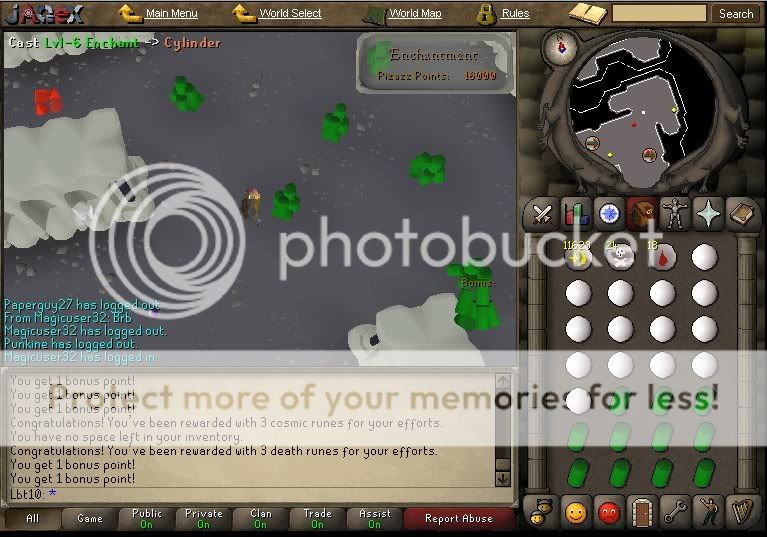 JAGeX Main Menu World Select World Map Rules Search
Cast Lvl-6 Enchant -> Cylinder
Enchantment
Pizazz Points: 16000
11623 24 18
photobucket
Bonus:
Paperguy27 has logged out.
From Magicuser32: Brb
Magicuser32 has logged out.
Punkine has logged out.
Magicuser32 has logged in.
Protect more of your memories for less!
You get 1 bonus point!
You get 1 bonus point!
You get 1 bonus point!
Congratulations! You've been rewarded with 3 cosmic runes for your efforts.
You have no space left in your inventory.
Congratulations! You've been rewarded with 3 death runes for your efforts.
You get 1 bonus point!
You get 1 bonus point!
Lbt10: *
All Game Public On Private On Clan On Trade On Assist On Report Abuse